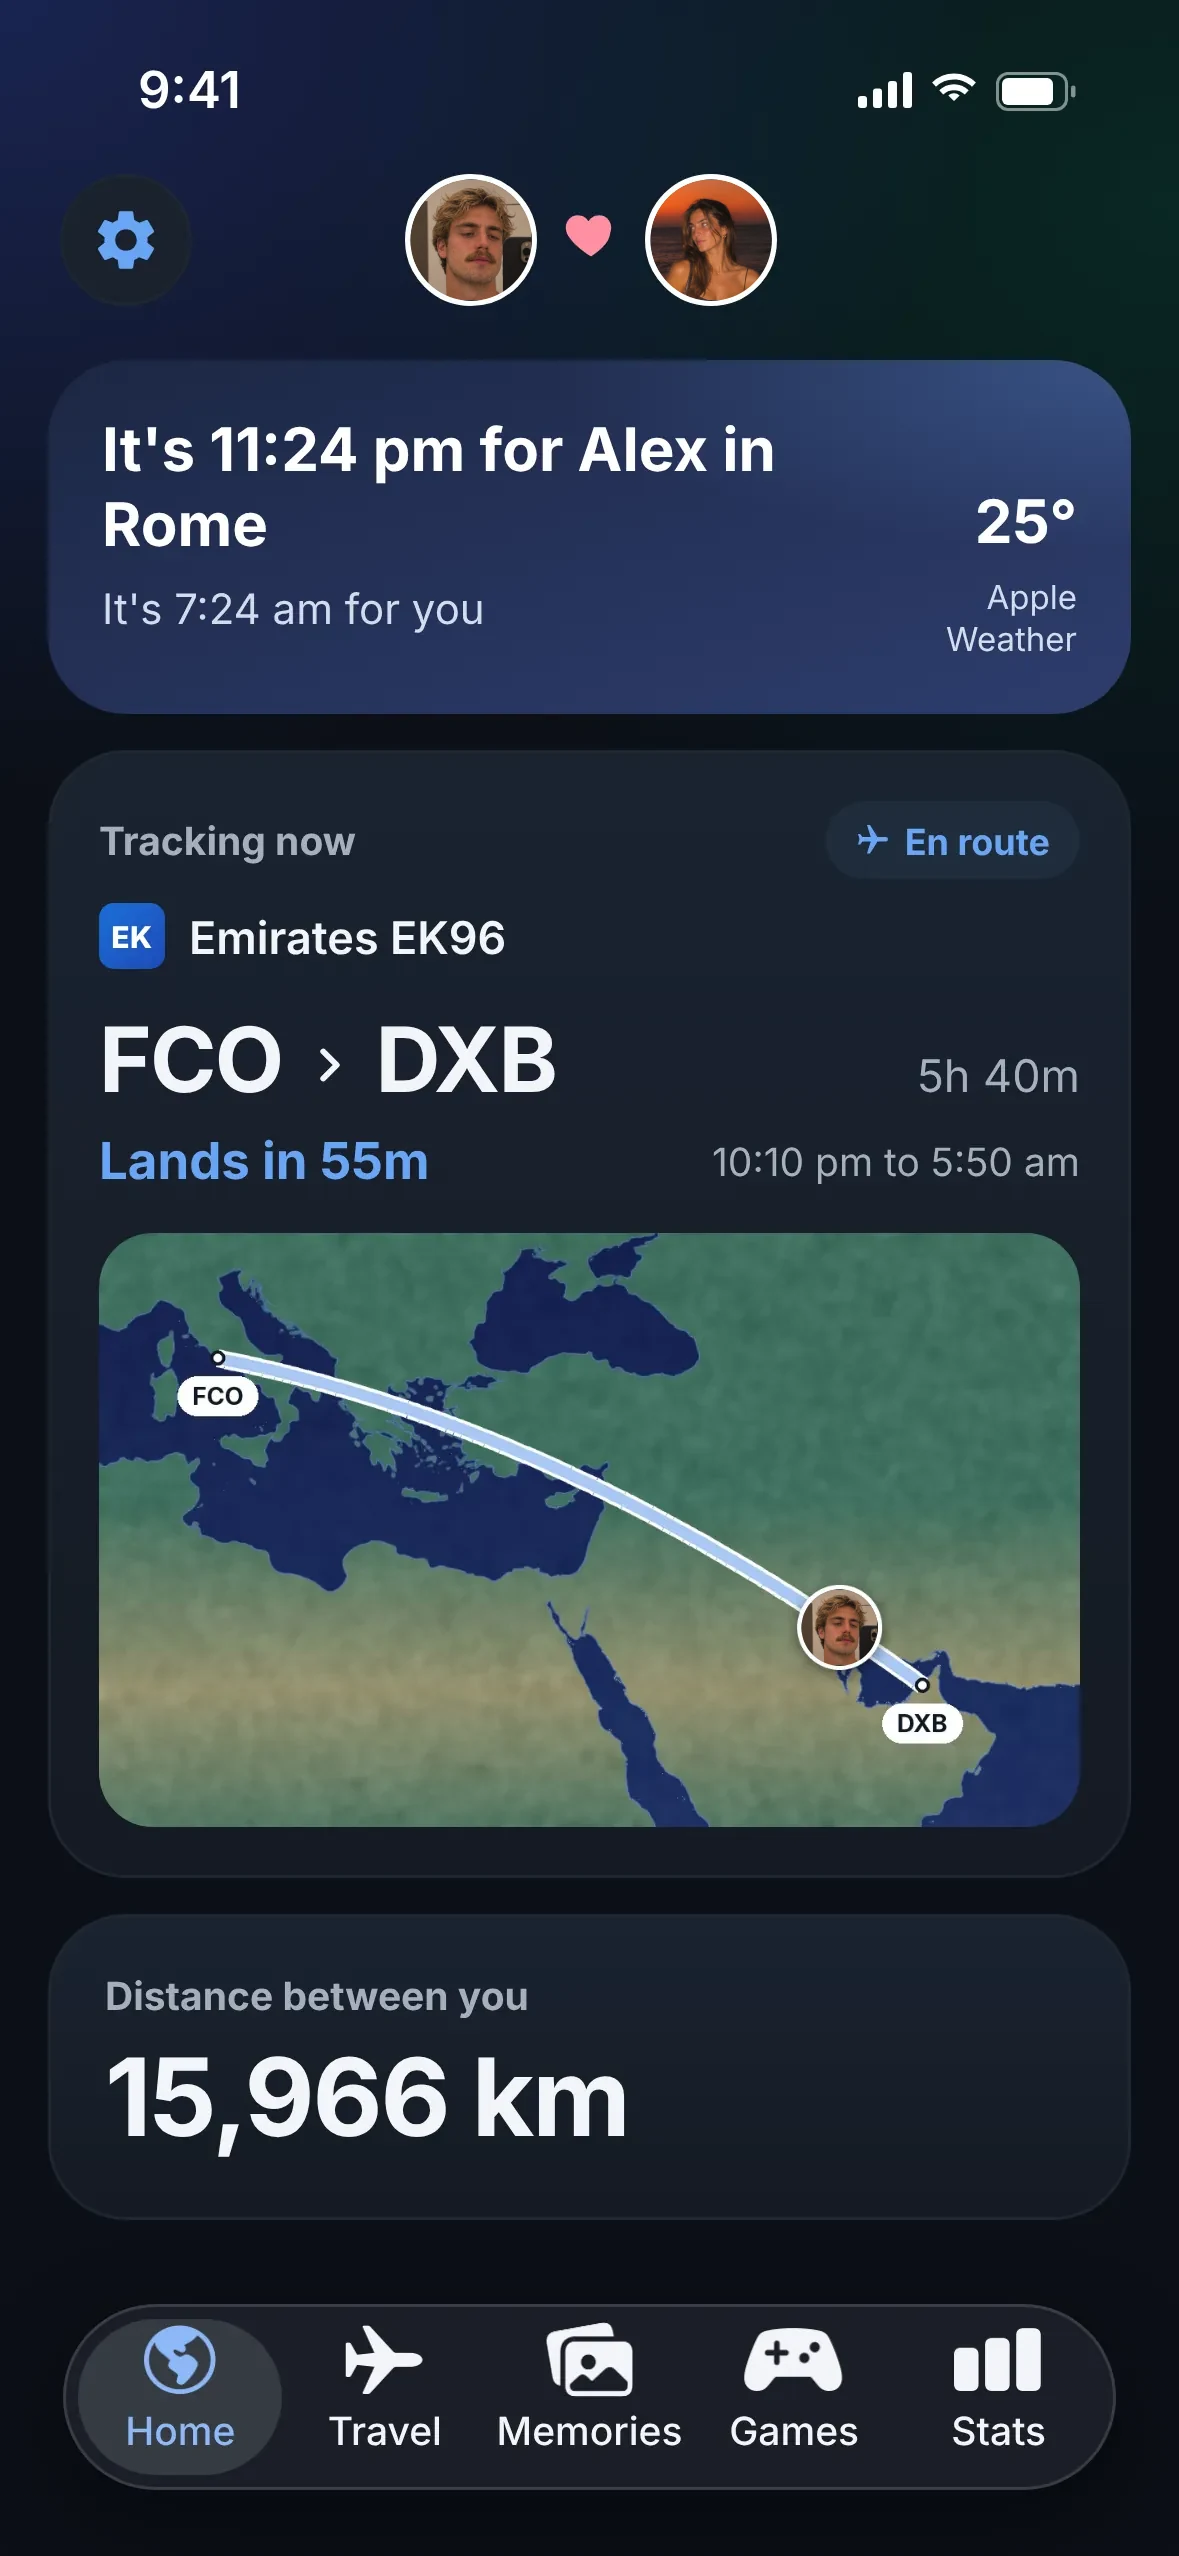 9:41
It's 11:24 pm for Alex in
Rome
25°
It's 7:24 am for you
Apple
Weather
Tracking now
En route
EK
Emirates EK96
FCO › DXB
5h 40m
Lands in 55m
10:10 pm to 5:50 am
FCO
DXB
Distance between you
15,966 km
Home
Travel
Memories
Games
Stats